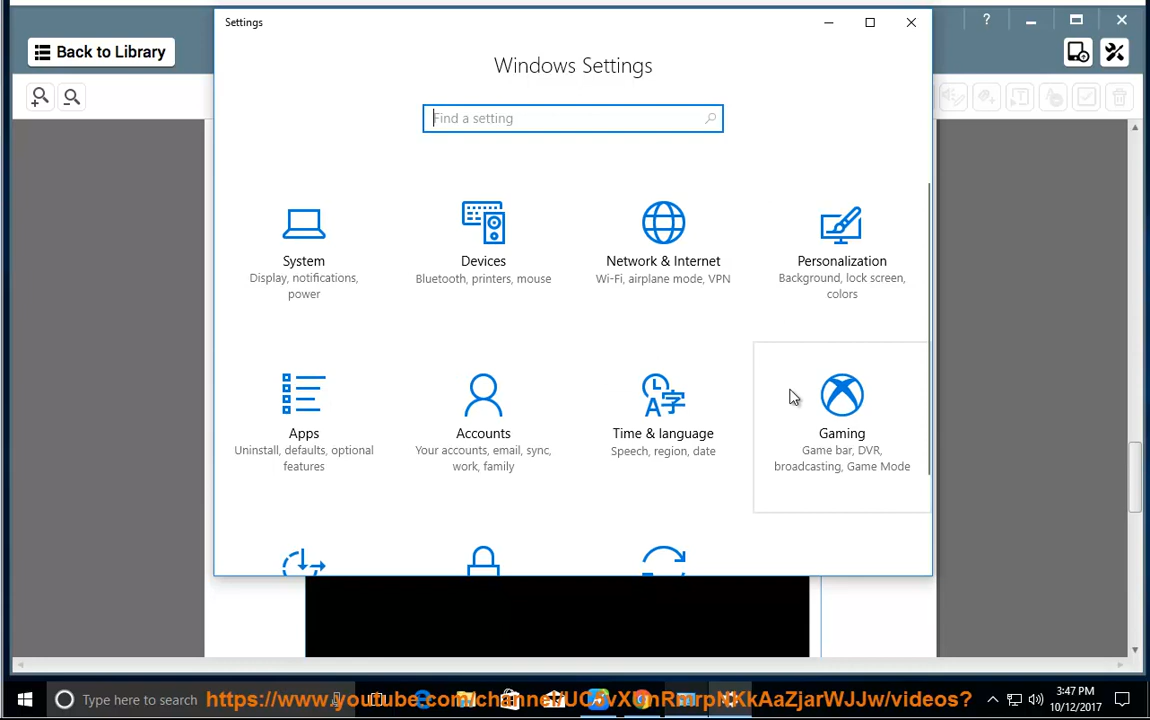 Settings
?
Back to Library
Windows Settings
Find a setting
System
Display, notifications,
power
Devices
Bluetooth, printers, mouse
Network & Internet
Wi-Fi, airplane mode, VPN
Personalization
Background, lock screen,
colors
Apps
Uninstall, defaults, optional
features
Accounts
Your accounts, email, sync,
work, family
Time & language
Speech, region, date
Gaming
Game bar, DVR,
broadcasting, Game Mode
Type here to search
3:47 PM
10/12/2017